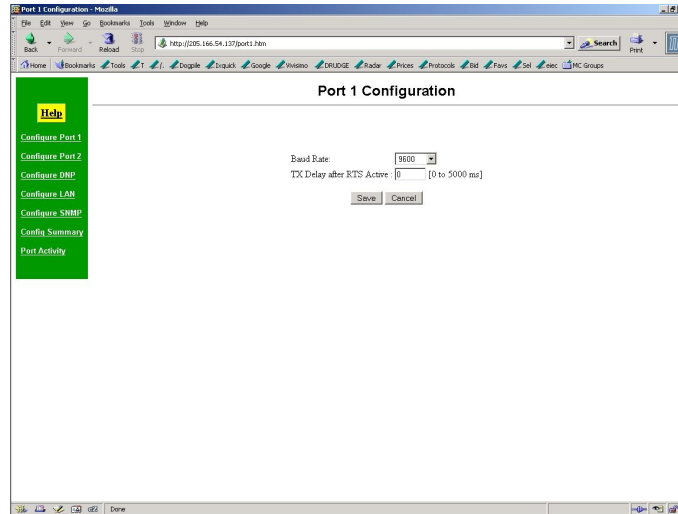 Port 1 Configuration - Mozilla
File Edit View Go Bookmarks Tools Window Help
Back Forward Reload Stop http://205.166.54.137/port1.htm Search Print
Home Bookmarks Tools T /. Dogpile Ixquick Google Vivisimo DRUDGE Radar Prices Protocols Bid Favs Sel eiec MC Groups
Port 1 Configuration
Help
Configure Port 1
Configure Port 2
Configure DNP
Configure LAN
Configure SNMP
Config Summary
Port Activity
Baud Rate: 9600
TX Delay after RTS Active : 0 [0 to 5000 ms]
Save Cancel
Done